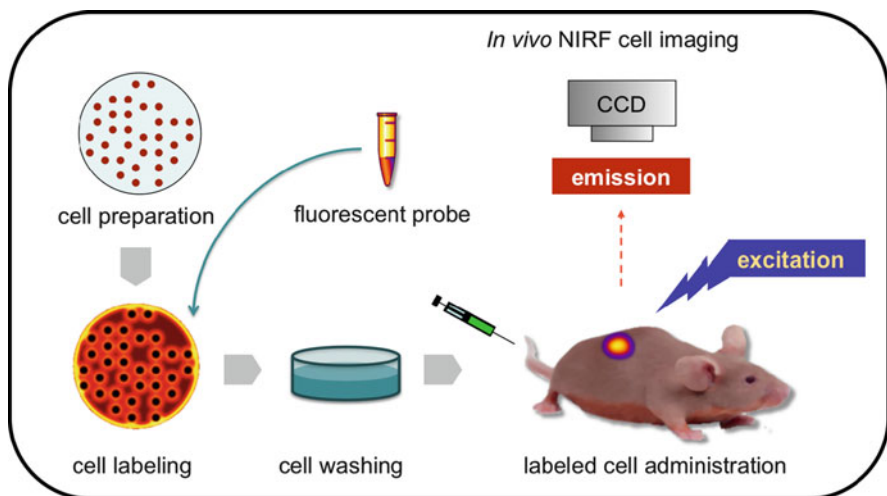 In vivo NIRF cell imaging
CCD
emission
cell preparation
fluorescent probe
excitation
cell labeling
cell washing
labeled cell administration